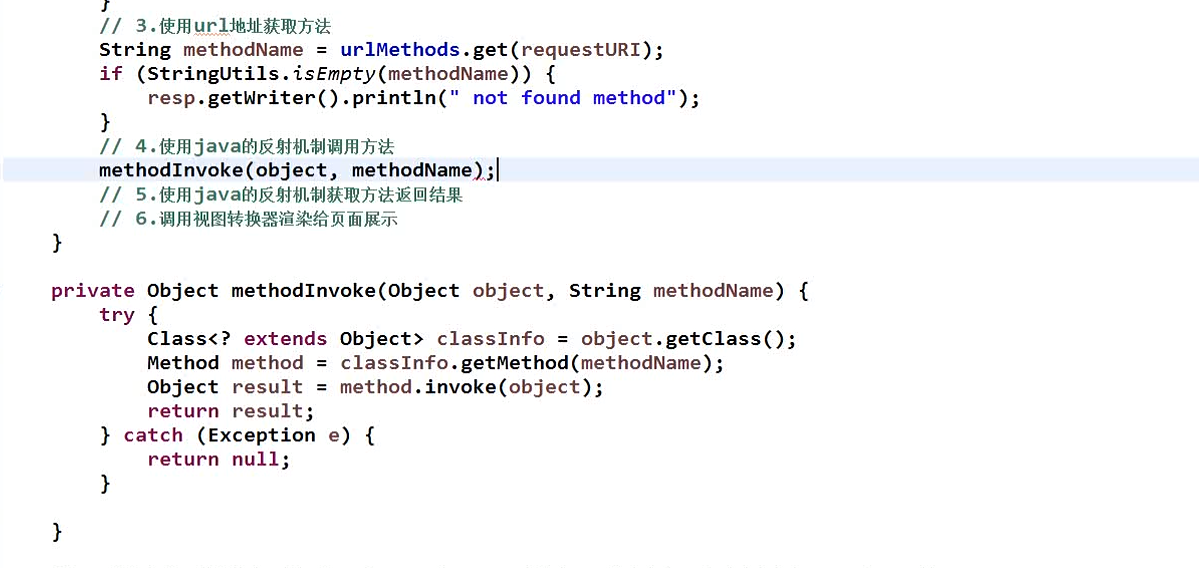 }
// 3.使用url地址获取方法
String methodName = urlMethods.get(requestURI);
if (StringUtils.isEmpty(methodName)) {
resp.getWriter().println(" not found method");
}
// 4.使用java的反射机制调用方法
methodInvoke(object, methodName);
// 5.使用java的反射机制获取方法返回结果
// 6.调用视图转换器渲染给页面展示
}
private Object methodInvoke(Object object, String methodName) {
try {
Class<? extends Object> classInfo = object.getClass();
Method method = classInfo.getMethod(methodName);
Object result = method.invoke(object);
return result;
} catch (Exception e) {
return null;
}
}